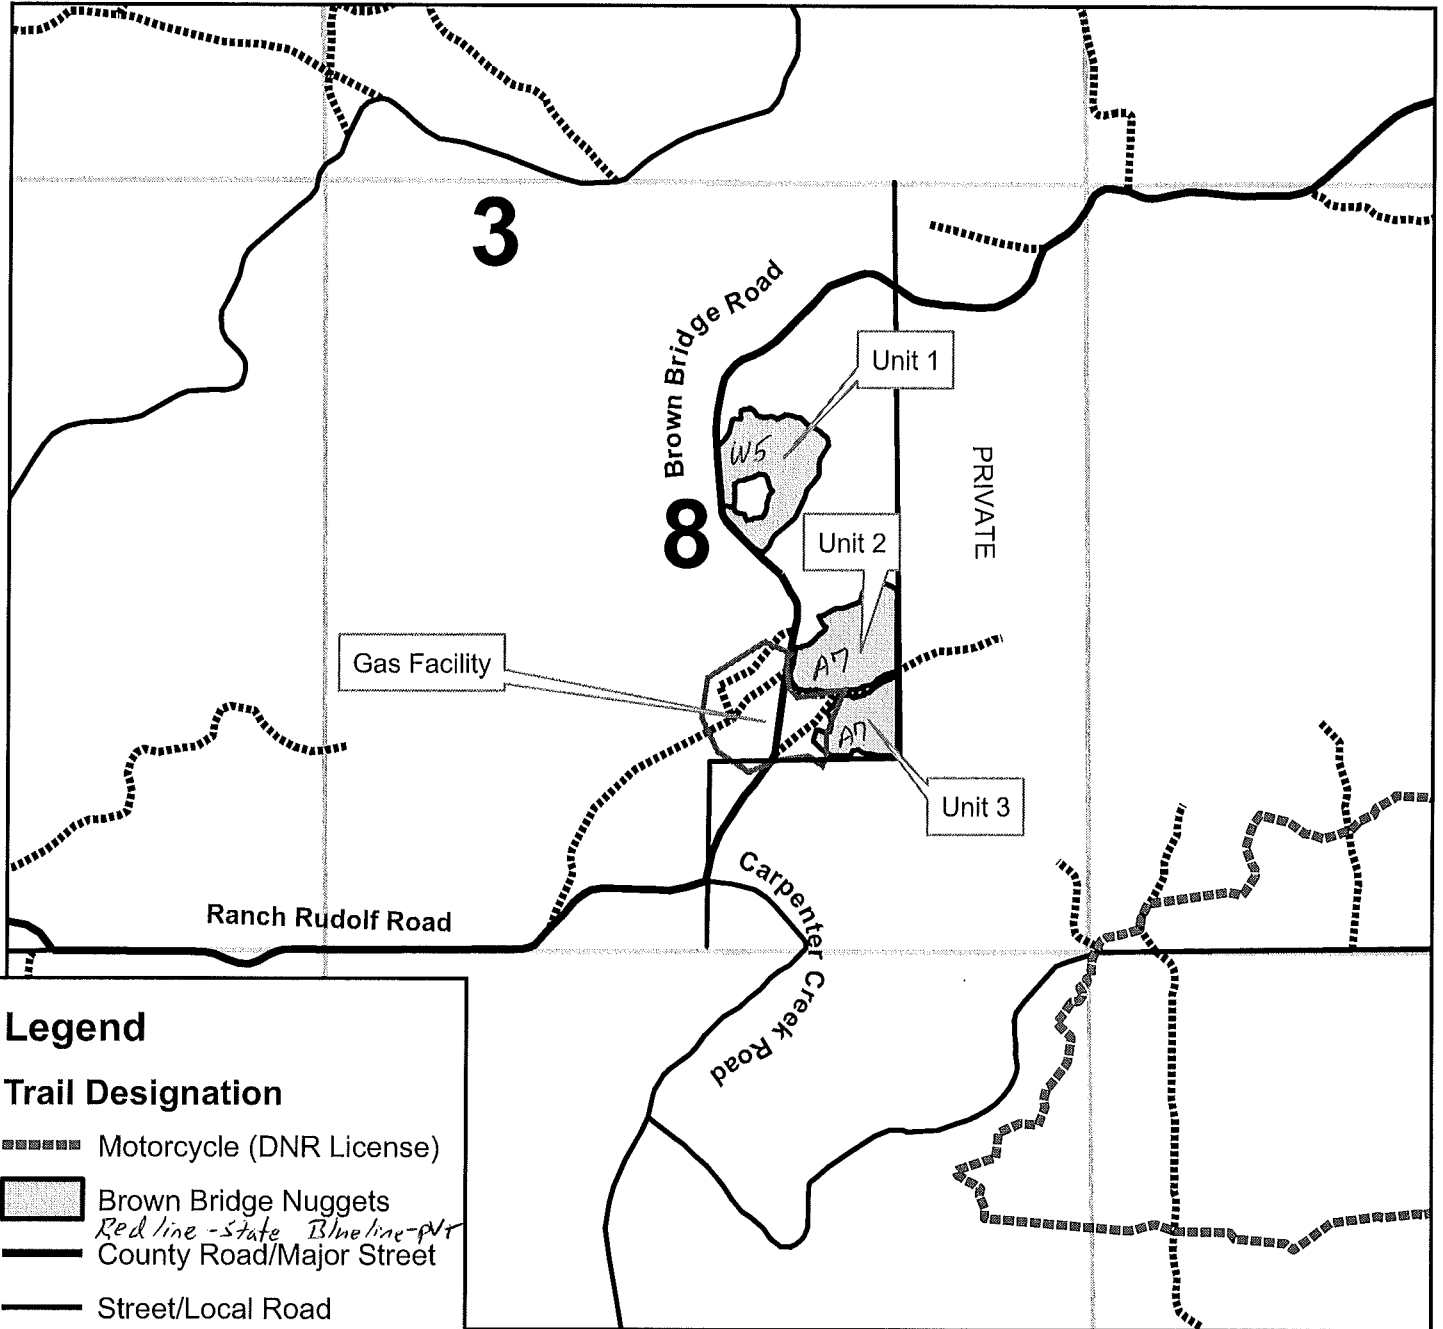 3
Brown Bridge Road
Unit 1
W5
PRIVATE
8
Unit 2
Gas Facility
A7
A7
Unit 3
Carpenter Creek Road
Ranch Rudolf Road
Legend
Trail Designation
Motorcycle (DNR License)
Brown Bridge Nuggets
Red line - State Blue line - pvt
County Road/Major Street
Street/Local Road